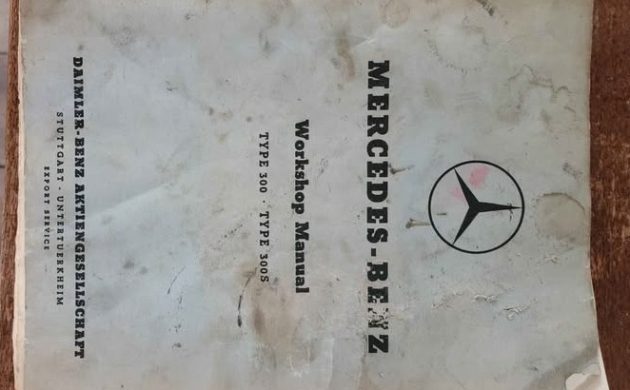 MERCEDES-BENZ
Workshop Manual
TYPE 300 · TYPE 300S
DAIMLER-BENZ AKTIENGESELLSCHAFT
STUTTGART - UNTERTUERKHEIM
EXPORT SERVICE